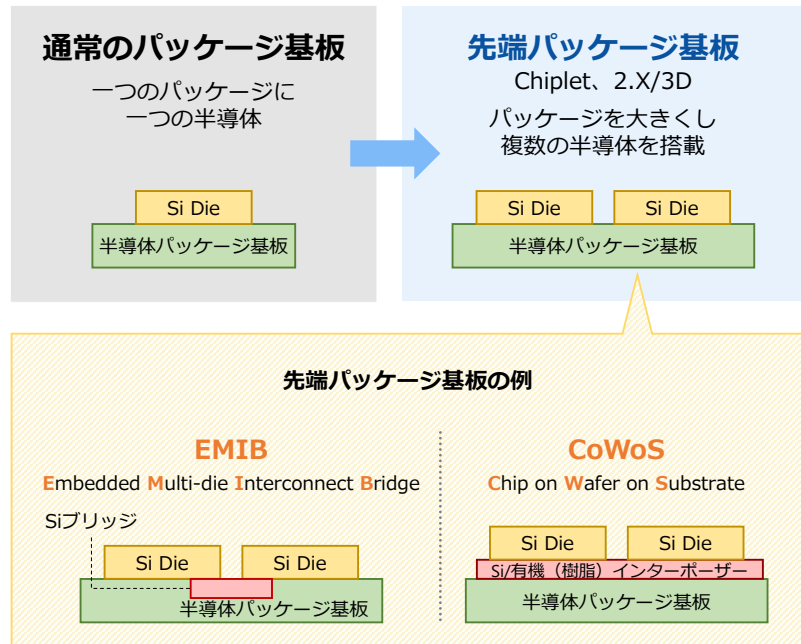 通常のパッケージ基板
一つのパッケージに
一つの半導体
Si Die
半導体パッケージ基板
先端パッケージ基板
Chiplet、2.X/3D
パッケージを大きくし
複数の半導体を搭載
Si Die Si Die
半導体パッケージ基板
先端パッケージ基板の例
EMIB
Embedded Multi-die Interconnect Bridge
Siブリッジ
Si Die Si Die
半導体パッケージ基板
CoWoS
Chip on Wafer on Substrate
Si Die Si Die
Si/有機（樹脂）インターポーザー
半導体パッケージ基板